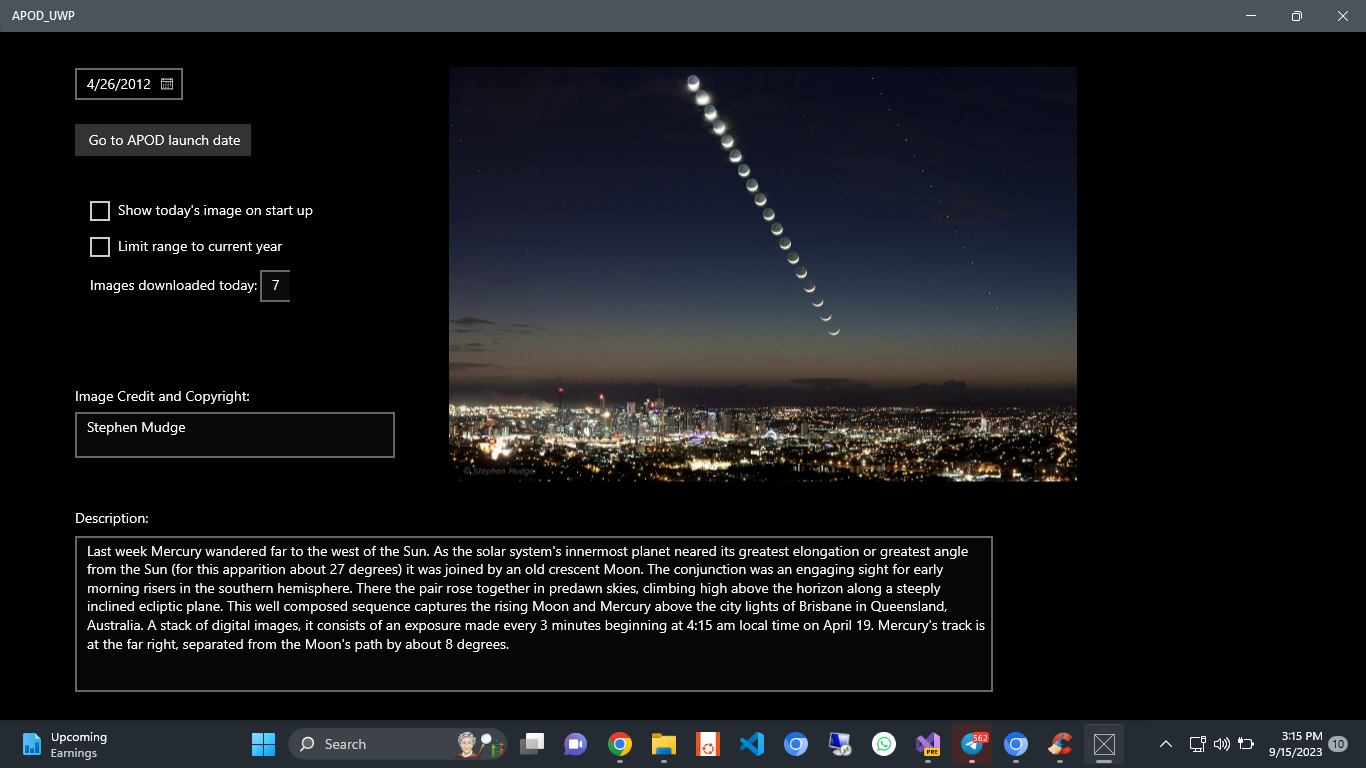 APOD_UWP
4/26/2012
Go to APOD launch date
Show today's image on start up
Limit range to current year
Images downloaded today: 7
Image Credit and Copyright:
Stephen Mudge
© Stephen Mudge
Description:
Last week Mercury wandered far to the west of the Sun. As the solar system's innermost planet neared its greatest elongation or greatest angle
from the Sun (for this apparition about 27 degrees) it was joined by an old crescent Moon. The conjunction was an engaging sight for early
morning risers in the southern hemisphere. There the pair rose together in predawn skies, climbing high above the horizon along a steeply
inclined ecliptic plane. This well composed sequence captures the rising Moon and Mercury above the city lights of Brisbane in Queensland,
Australia. A stack of digital images, it consists of an exposure made every 3 minutes beginning at 4:15 am local time on April 19. Mercury's track is
at the far right, separated from the Moon's path by about 8 degrees.
Upcoming
Earnings
Search
PRE
562
3:15 PM
9/15/2023
10